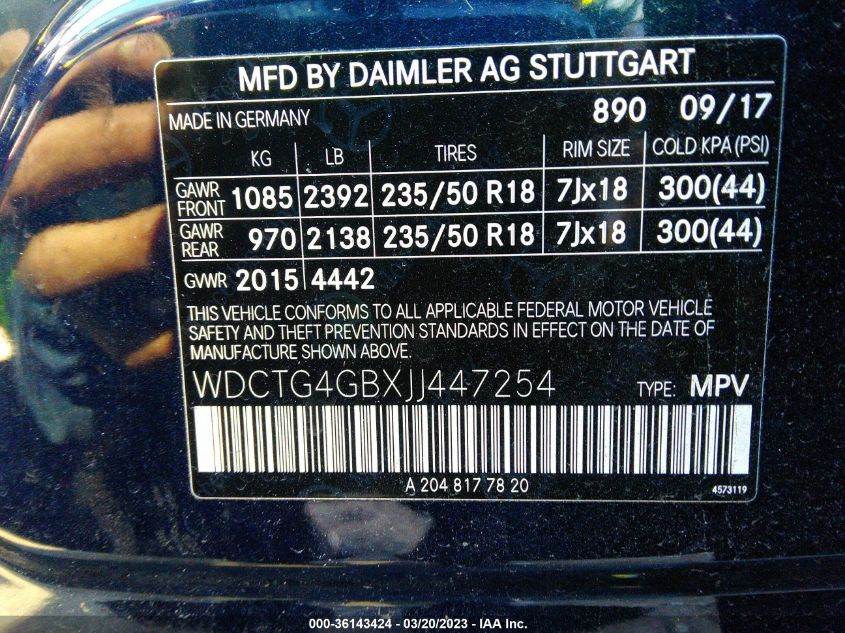 MFD BY DAIMLER AG STUTTGART
MADE IN GERMANY 890 09/17
KG LB TIRES RIM SIZE COLD KPA (PSI)
GAWR FRONT 1085 2392 235/50 R18 7Jx18 300(44)
GAWR REAR 970 2138 235/50 R18 7Jx18 300(44)
GVWR 2015 4442
THIS VEHICLE CONFORMS TO ALL APPLICABLE FEDERAL MOTOR VEHICLE
SAFETY AND THEFT PREVENTION STANDARDS IN EFFECT ON THE DATE OF
MANUFACTURE SHOWN ABOVE.
WDCTG4GBXJJ447254 TYPE: MPV
A 204 817 78 20 4573119
000-36143424 - 03/20/2023 - IAA Inc.